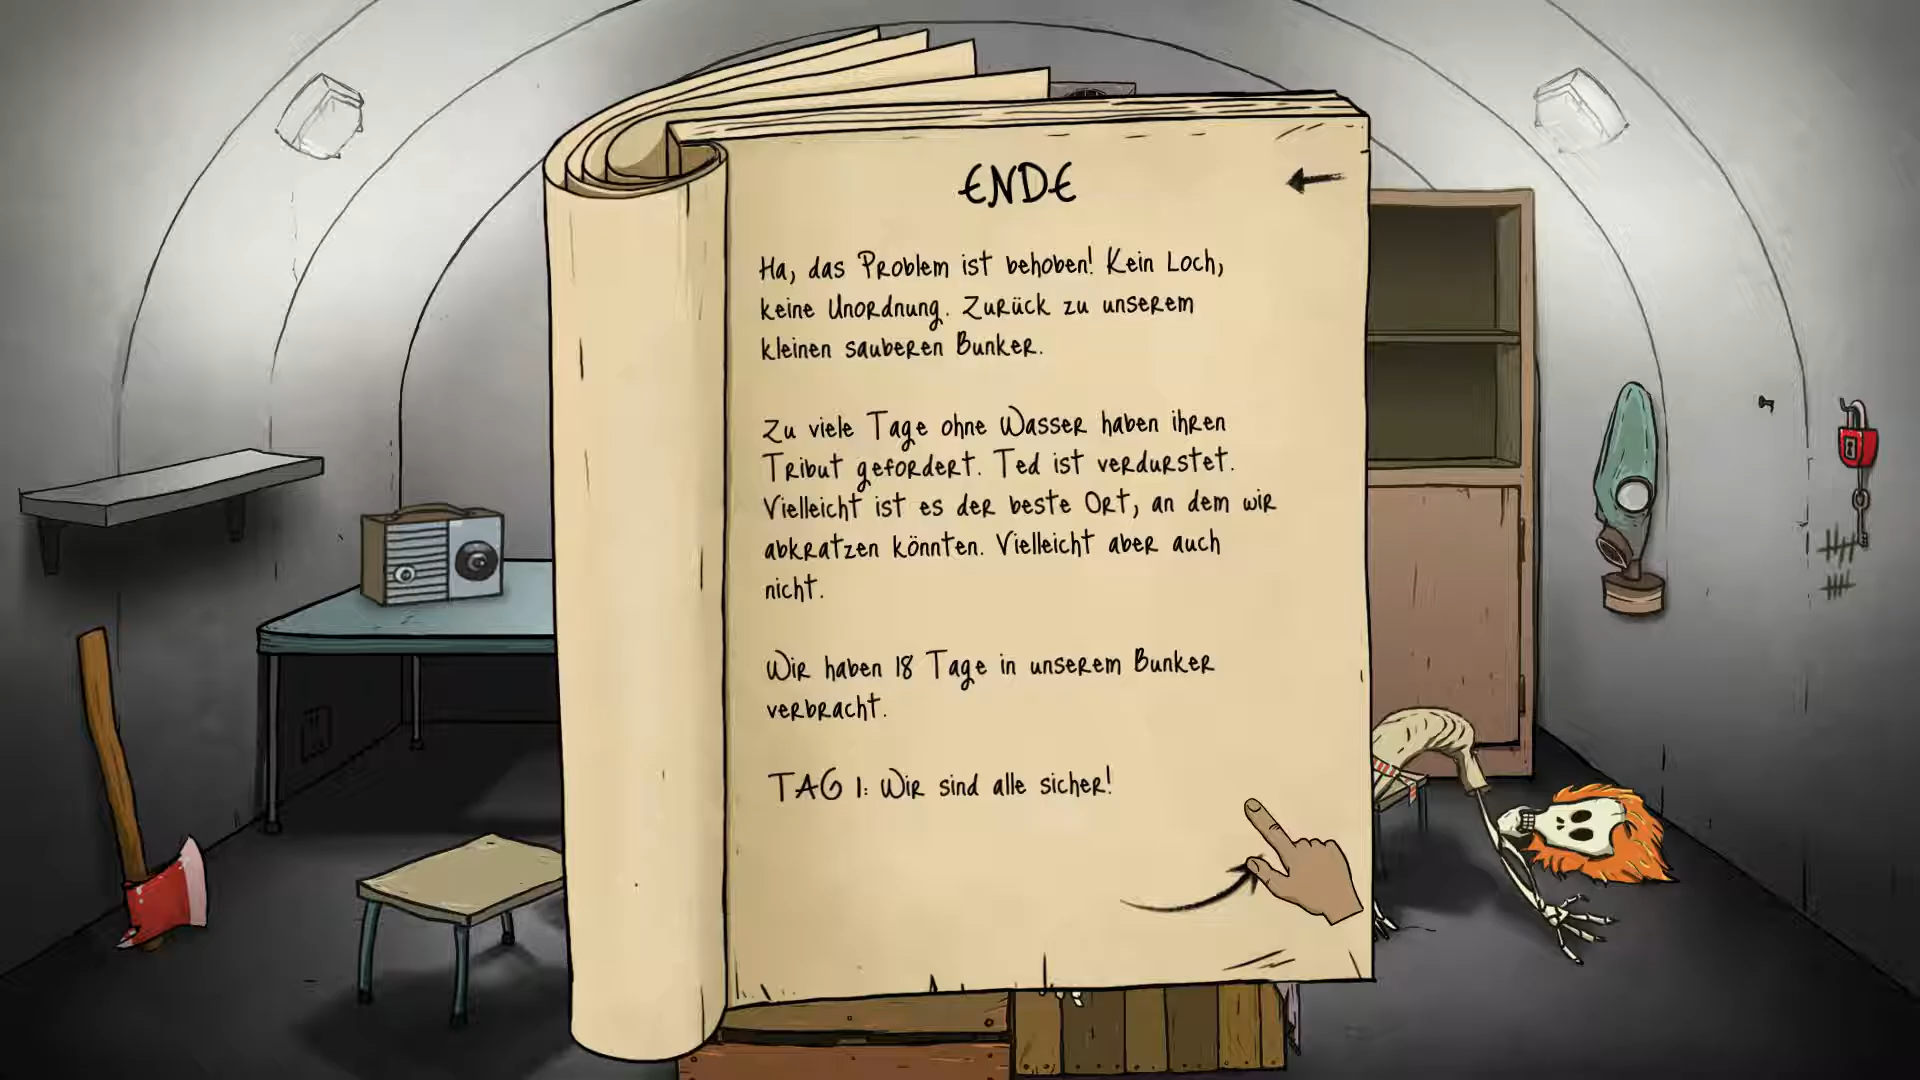 ENDE
Ha, das Problem ist behoben! Kein Loch,
keine Unordnung. Zurück zu unserem
kleinen sauberen Bunker.
Zu viele Tage ohne Wasser haben ihren
Tribut gefordert. Ted ist verdurstet.
Vielleicht ist es der beste Ort, an dem wir
abkratzen könnten. Vielleicht aber auch
nicht.
Wir haben 18 Tage in unserem Bunker
verbracht.
TAG 1: Wir sind alle sicher!